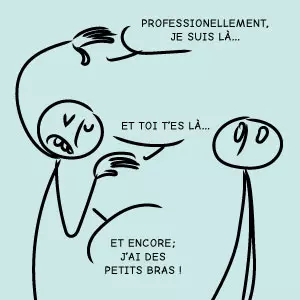 PROFESSIONELLEMENT,
JE SUIS LÀ...
ET TOI T'ES LÀ...
ET ENCORE;
J'AI DES
PETITS BRAS !